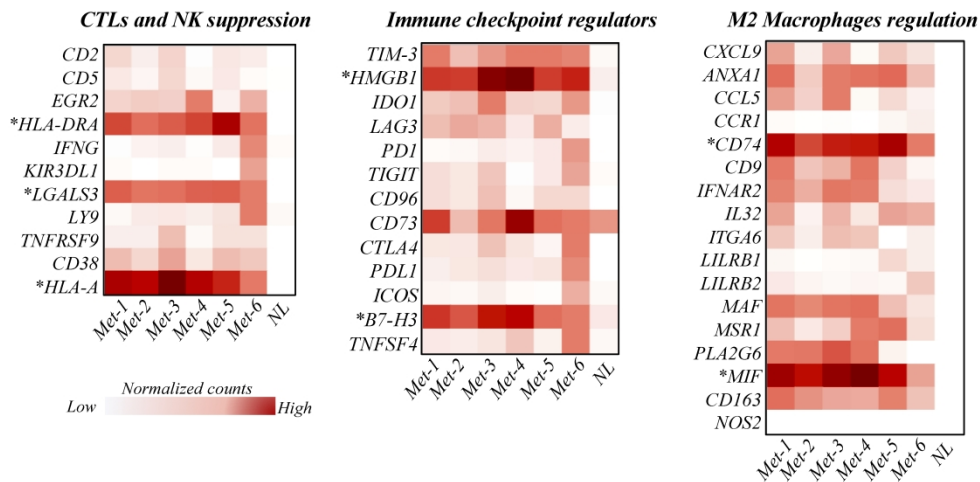 CTLs and NK suppression
CD2
CD5
EGR2
*HLA-DRA
IFNG
KIR3DL1
*LGALS3
LY9
TNFRSF9
CD38
*HLA-A
Met-1 Met-2 Met-3 Met-4 Met-5 Met-6 NL
Normalized counts
Low High
Immune checkpoint regulators
TIM-3
*HMGB1
IDO1
LAG3
PD1
TIGIT
CD96
CD73
CTLA4
PDL1
ICOS
*B7-H3
TNFSF4
Met-1 Met-2 Met-3 Met-4 Met-5 Met-6 NL
M2 Macrophages regulation
CXCL9
ANXA1
CCL5
CCR1
*CD74
CD9
IFNAR2
IL32
ITGA6
LILRB1
LILRB2
MAF
MSR1
PLA2G6
*MIF
CD163
NOS2
Met-1 Met-2 Met-3 Met-4 Met-5 Met-6 NL